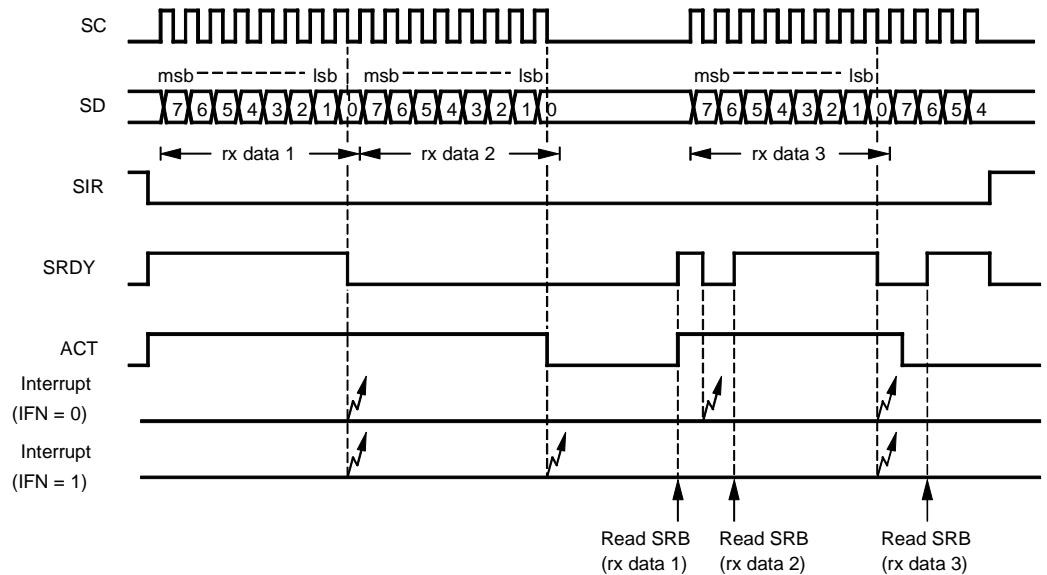 SC
msb lsb msb lsb msb lsb
SD 7 6 5 4 3 2 1 0 7 6 5 4 3 2 1 0 7 6 5 4 3 2 1 0 7 6 5 4
rx data 1 rx data 2 rx data 3
SIR
SRDY
ACT
Interrupt
(IFN = 0)
Interrupt
(IFN = 1)
Read SRB Read SRB Read SRB
(rx data 1) (rx data 2) (rx data 3)